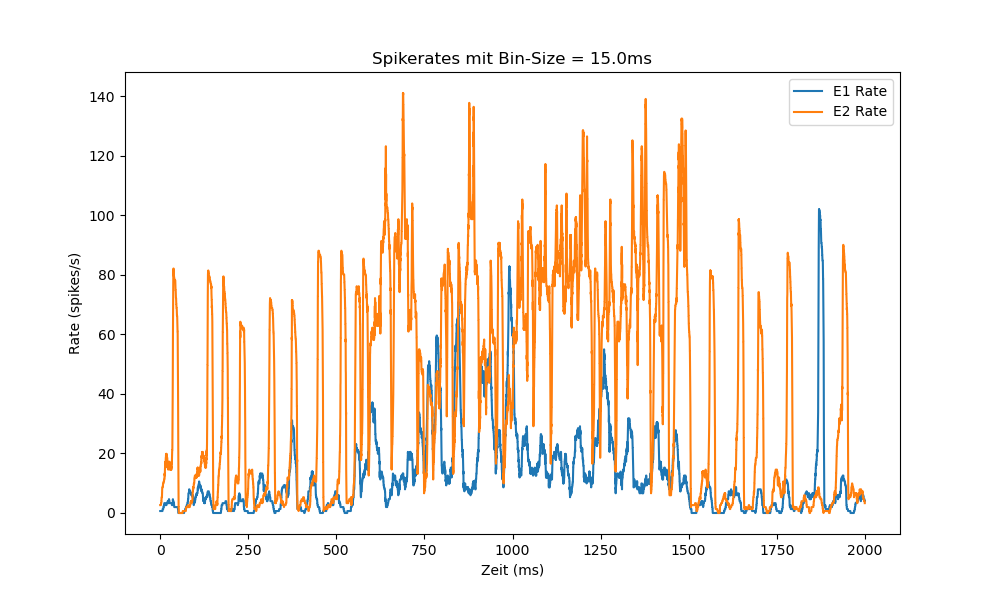 Spikerates mit Bin-Size = 15.0ms
E1 Rate
E2 Rate
Rate (spikes/s)
140
120
100
80
60
40
20
0
0 250 500 750 1000 1250 1500 1750 2000
Zeit (ms)